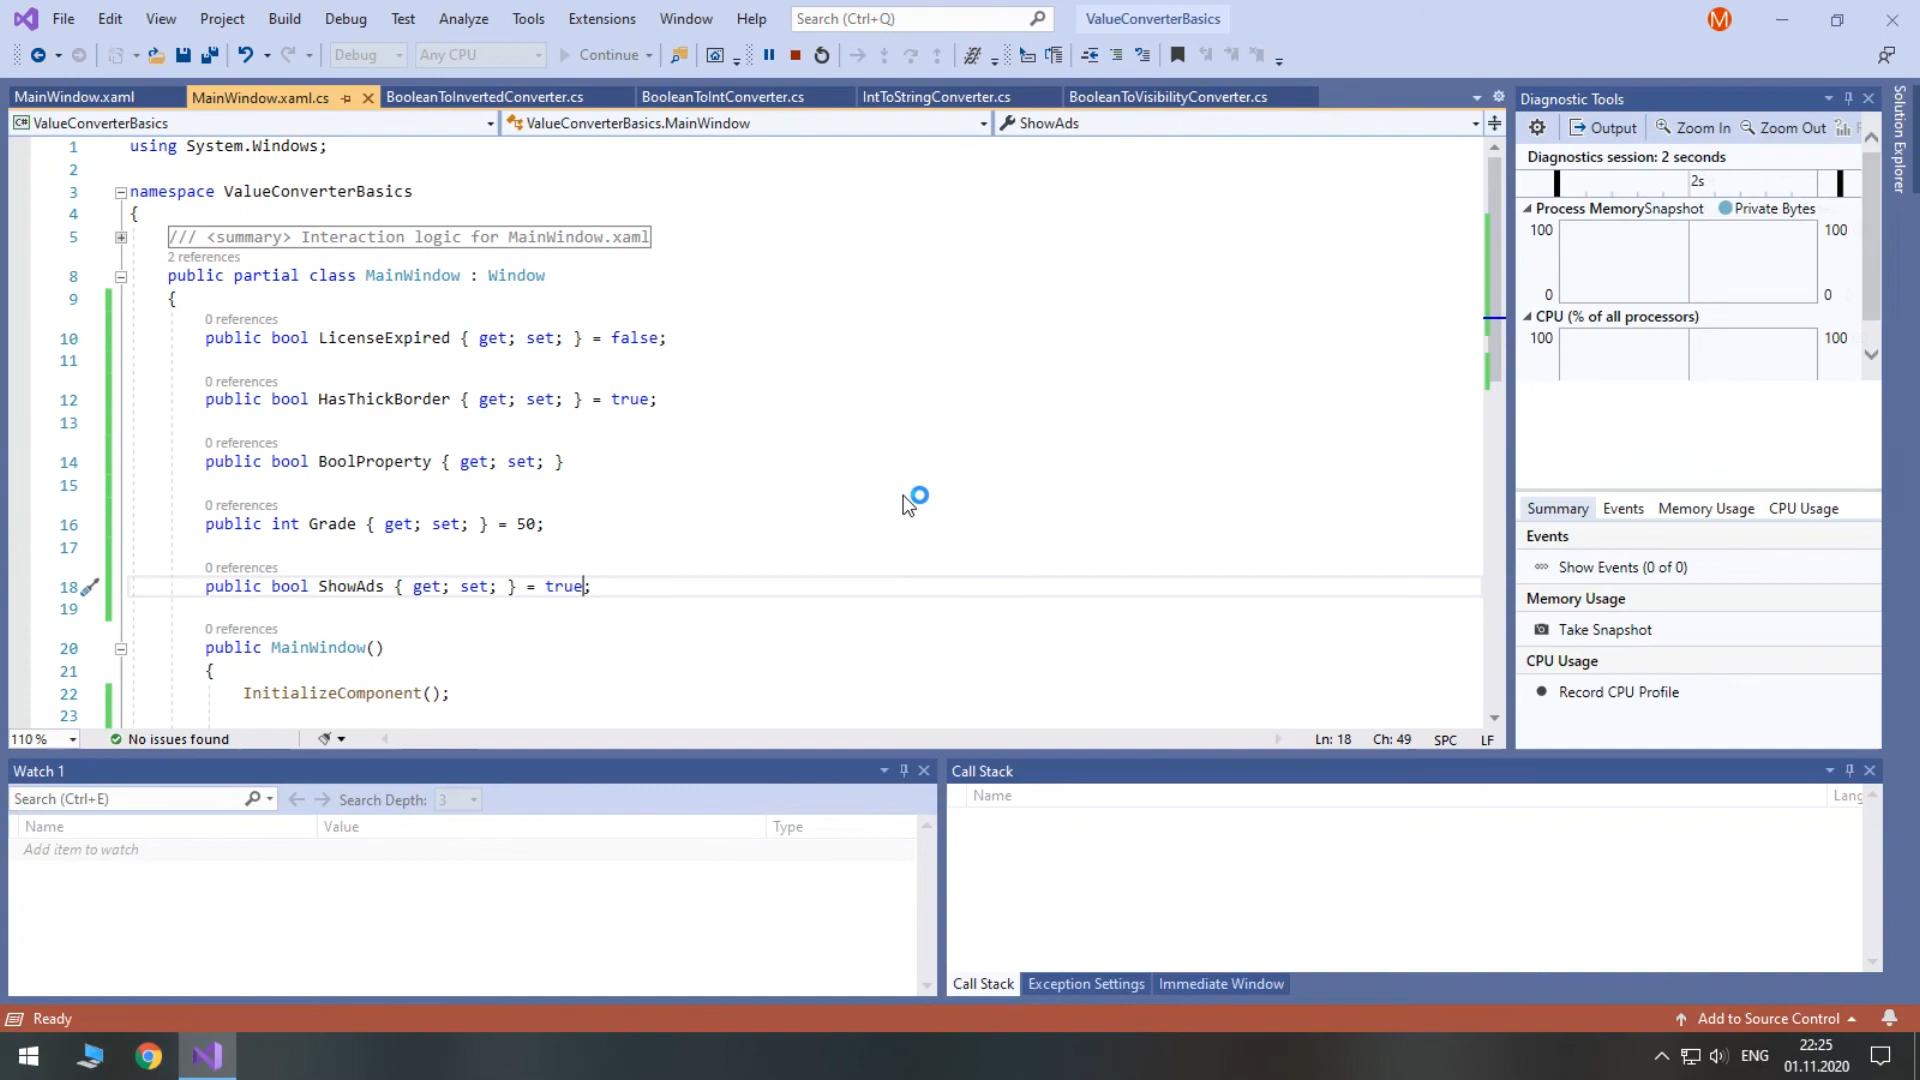 File Edit View Project Build Debug Test Analyze Tools Extensions Window Help Search (Ctrl+Q) ValueConverterBasics M
Debug Any CPU Continue
MainWindow.xaml MainWindow.xaml.cs BooleanToInvertedConverter.cs BooleanToIntConverter.cs IntToStringConverter.cs BooleanToVisibilityConverter.cs
C# ValueConverterBasics ValueConverterBasics.MainWindow ShowAds
1 using System.Windows;
2
3 namespace ValueConverterBasics
4 {
5 /// <summary> Interaction logic for MainWindow.xaml
2 references
8 public partial class MainWindow : Window
9 {
0 references
10 public bool LicenseExpired { get; set; } = false;
11
0 references
12 public bool HasThickBorder { get; set; } = true;
13
0 references
14 public bool BoolProperty { get; set; }
15
0 references
16 public int Grade { get; set; } = 50;
17
0 references
18 public bool ShowAds { get; set; } = true;
19
0 references
20 public MainWindow()
21 {
22 InitializeComponent();
23
110 % No issues found Ln: 18 Ch: 49 SPC LF
Diagnostic Tools
Output Zoom In Zoom Out
Diagnostics session: 2 seconds
2s
Process Memory Snapshot Private Bytes
100 100
0 0
CPU (% of all processors)
100 100
Summary Events Memory Usage CPU Usage
Events
Show Events (0 of 0)
Memory Usage
Take Snapshot
CPU Usage
Record CPU Profile
Solution Explorer
Watch 1
Search (Ctrl+E) Search Depth: 3
Name Value Type
Add item to watch
Call Stack
Name Lang
Call Stack Exception Settings Immediate Window
Ready Add to Source Control
ENG 22:25
01.11.2020